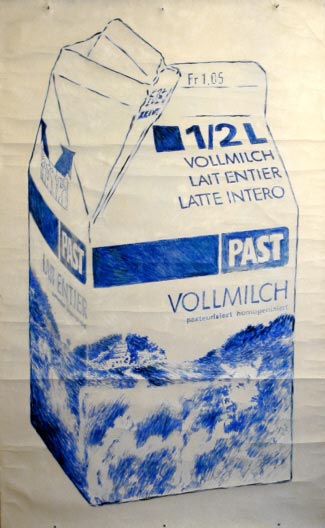 Fr 1.05
1/2 L
VOLLMILCH
LAIT ENTIER
LATTE INTERO
PAST
PAST
LAIT ENTIER
VOLLMILCH
pasteurisiert homogenisiert